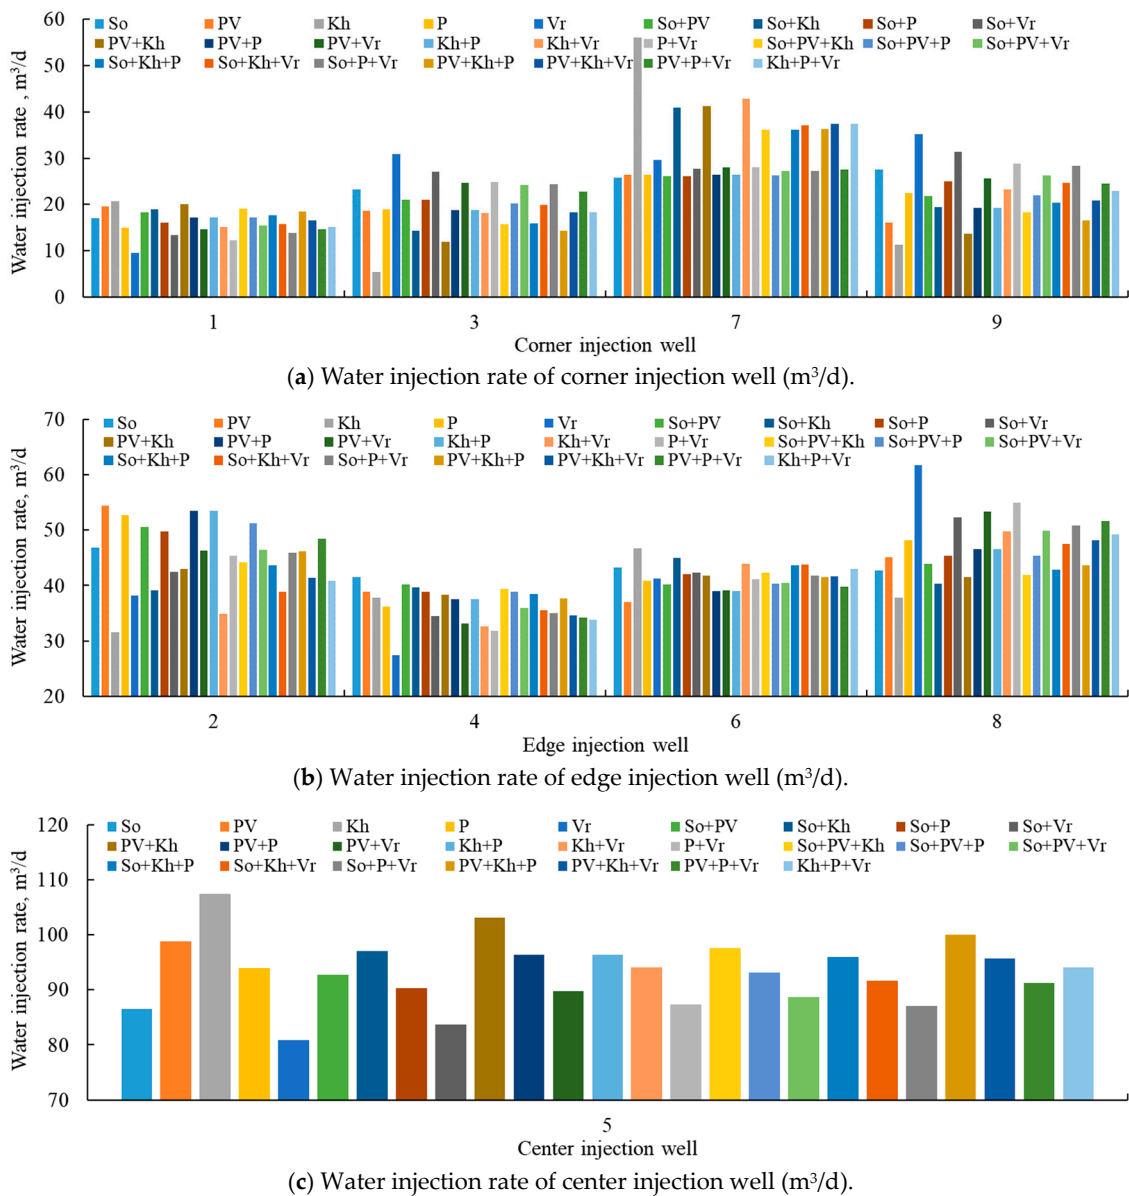 So PV Kh P Vr So+PV So+Kh So+P So+Vr
PV+Kh PV+P PV+Vr Kh+P Kh+Vr P+Vr So+PV+Kh So+PV+P So+PV+Vr
So+Kh+P So+Kh+Vr So+P+Vr PV+Kh+P PV+Kh+Vr PV+P+Vr Kh+P+Vr
60
50
40
30
20
10
0
Water injection rate , m³/d
1 3 7 9
Corner injection well
(a) Water injection rate of corner injection well (m³/d).
So PV Kh P Vr So+PV So+Kh So+P So+Vr
PV+Kh PV+P PV+Vr Kh+P Kh+Vr P+Vr So+PV+Kh So+PV+P So+PV+Vr
So+Kh+P So+Kh+Vr So+P+Vr PV+Kh+P PV+Kh+Vr PV+P+Vr Kh+P+Vr
70
60
50
40
30
20
Water injection rate, m³/d
2 4 6 8
Edge injection well
(b) Water injection rate of edge injection well (m³/d).
So PV Kh P Vr So+PV So+Kh So+P So+Vr
PV+Kh PV+P PV+Vr Kh+P Kh+Vr P+Vr So+PV+Kh So+PV+P So+PV+Vr
So+Kh+P So+Kh+Vr So+P+Vr PV+Kh+P PV+Kh+Vr PV+P+Vr Kh+P+Vr
120
110
100
90
80
70
Water injection rate, m³/d
5
Center injection well
(c) Water injection rate of center injection well (m³/d).